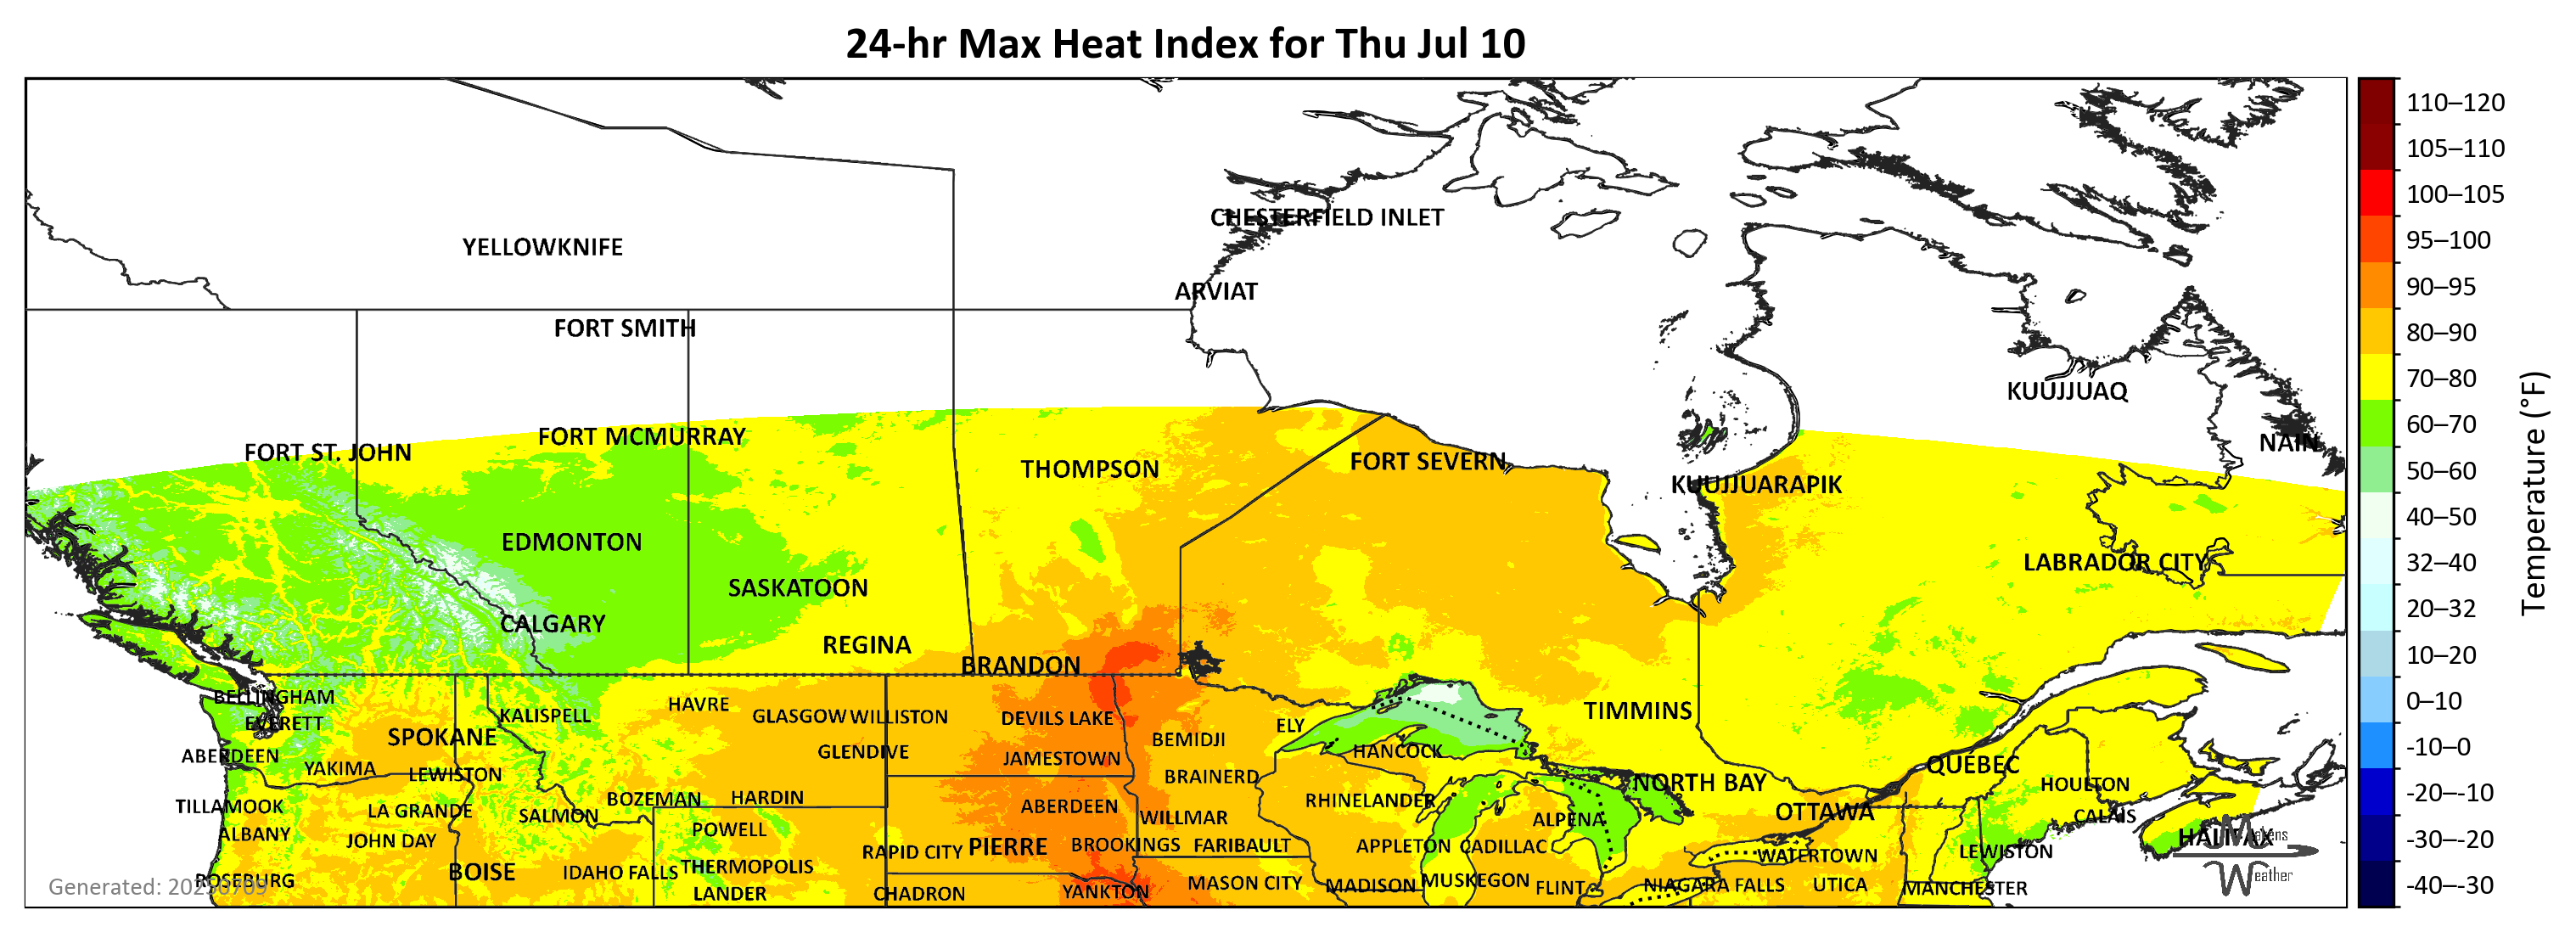 24-hr Max Heat Index for Thu Jul 10
CHESTERFIELD INLET
YELLOWKNIFE
ARVIAT
FORT SMITH
KUUJJUAQ
FORT MCMURRAY
NAIN
FORT ST. JOHN
THOMPSON
FORT SEVERN
KUUJJUARAPIK
EDMONTON
LABRADOR CITY
SASKATOON
CALGARY
REGINA
BRANDON
BELLINGHAM
HAVRE
TIMMINS
KALISPELL
GLASGOW WILLISTON
DEVILS LAKE
EVERETT
ELY
SPOKANE
BEMIDJI
GLENDIVE
HANCOCK
ABERDEEN
JAMESTOWN
QUÉBEC
YAKIMA
LEWISTON
BRAINERD
NORTH BAY
HOULTON
BOZEMAN
HARDIN
RHINELANDER
TILLAMOOK
ABERDEEN
LA GRANDE
SALMON
WILLMAR
OTTAWA
CALAIS
ALPENA
ALBANY
POWELL
HALIFAX
Makens
JOHN DAY
PIERRE
BROOKINGS
FARIBAULT
APPLETON
CADILLAC
RAPID CITY
WATERTOWN
LEWISTON
THERMOPOLIS
BOISE
IDAHO FALLS
Weather
ROSEBURG
MASON CITY
MADISON
MUSKEGON
FLINT
NIAGARA FALLS
UTICA
MANCHESTER
Generated: 20250709
LANDER
CHADRON
YANKTON
110–120
105–110
100–105
95–100
90–95
80–90
70–80
60–70
50–60
40–50
32–40
20–32
10–20
0–10
-10–0
-20–-10
-30–-20
-40–-30
Temperature (°F)